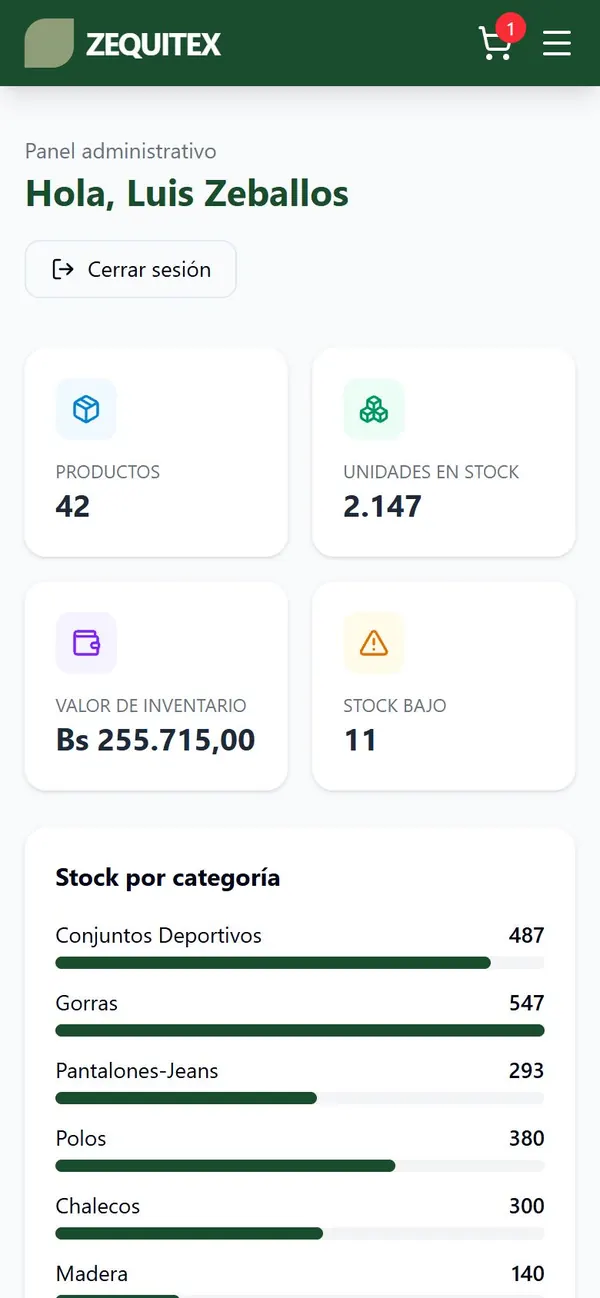 ZEQUITEX
1
Panel administrativo
Hola, Luis Zeballos
Cerrar sesión
PRODUCTOS
42
UNIDADES EN STOCK
2.147
VALOR DE INVENTARIO
Bs 255.715,00
STOCK BAJO
11
Stock por categoría
Conjuntos Deportivos 487
Gorras 547
Pantalones-Jeans 293
Polos 380
Chalecos 300
Madera 140